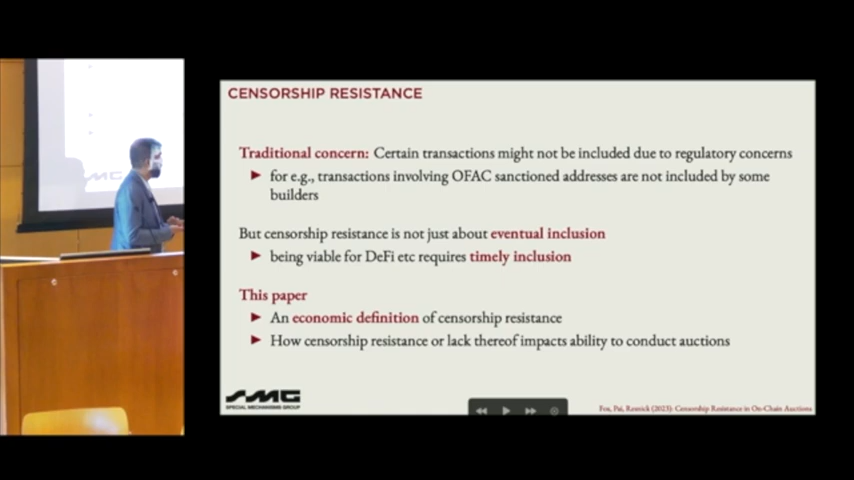 CENSORSHIP RESISTANCE
Traditional concern: Certain transactions might not be included due to regulatory concerns
for e.g., transactions involving OFAC sanctioned addresses are not included by some
builders
But censorship resistance is not just about eventual inclusion
being viable for DeFi etc requires timely inclusion
This paper
An economic definition of censorship resistance
How censorship resistance or lack thereof impacts ability to conduct auctions
SMG
SPECIAL MECHANISMS GROUP
Fox, Pai, Resnick (2023): Censorship Resistance in On-Chain Auctions